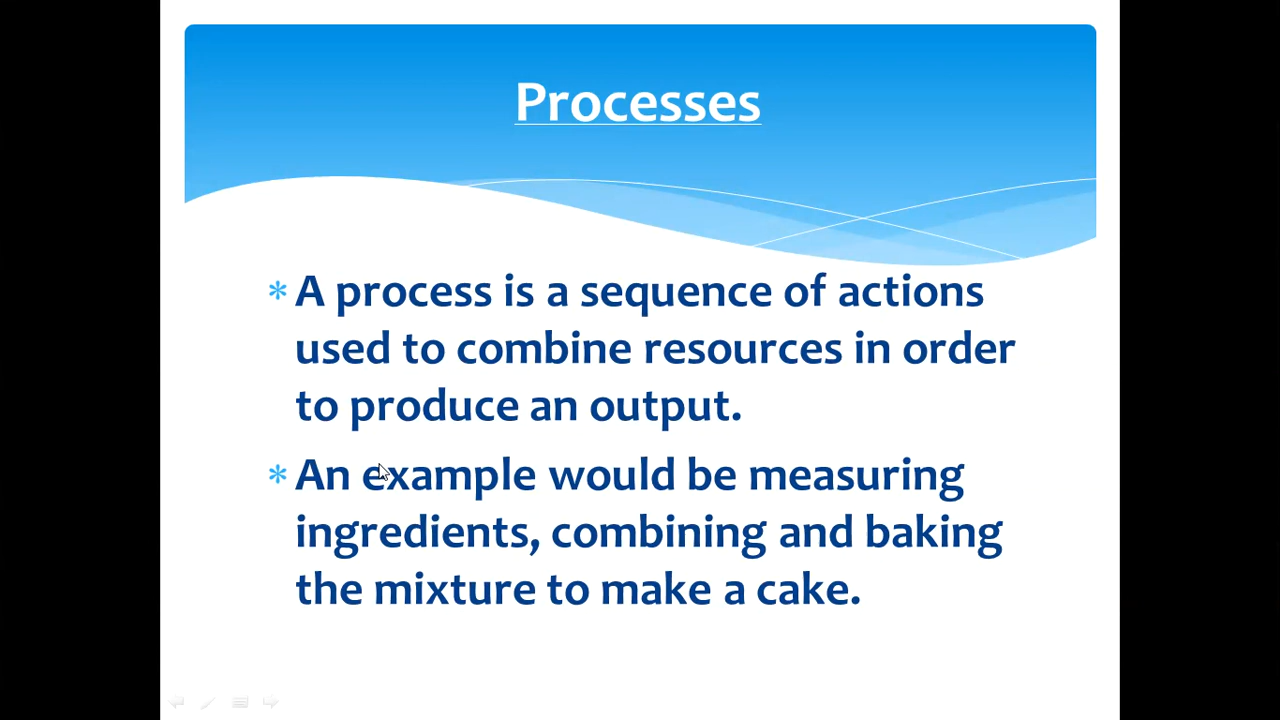 Processes
* A process is a sequence of actions
used to combine resources in order
to produce an output.
* An example would be measuring
ingredients, combining and baking
the mixture to make a cake.